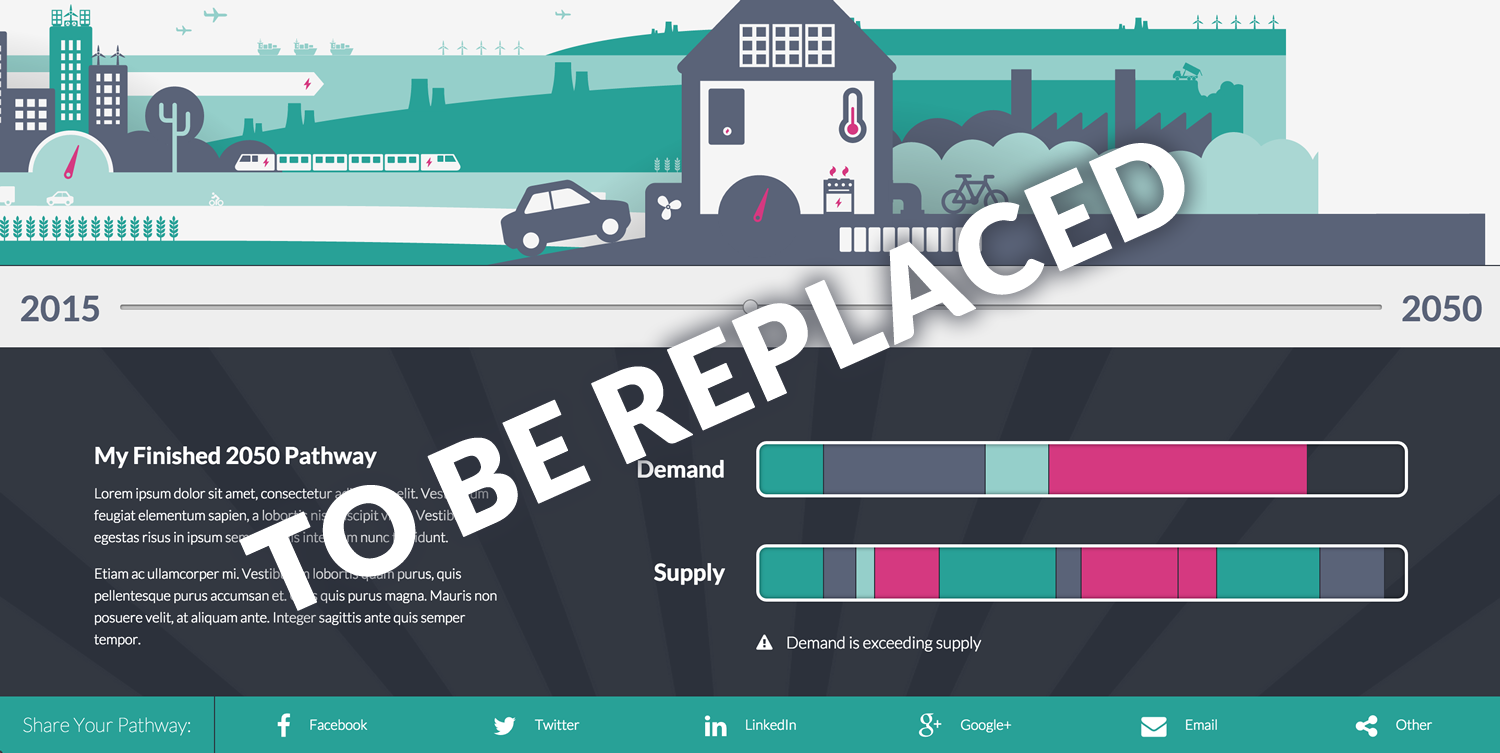 2015
2050
TO BE REPLACED
My Finished 2050 Pathway
Lorem ipsum dolor sit amet, consectetur elit.
feugiat elementum sapien, a lobortis
egestas risus in ipsum nunc
Etiam ac ullamcorper mi. Vestibulum lobortis quam purus, quis
pellentesque purus accumsan et. quis purus magna. Mauris non
posuere velit, at aliquam ante. Integer sagittis ante quis semper
tempor.
Demand
Supply
Demand is exceeding supply
Share Your Pathway:
Facebook
Twitter
LinkedIn
Google+
Email
Other